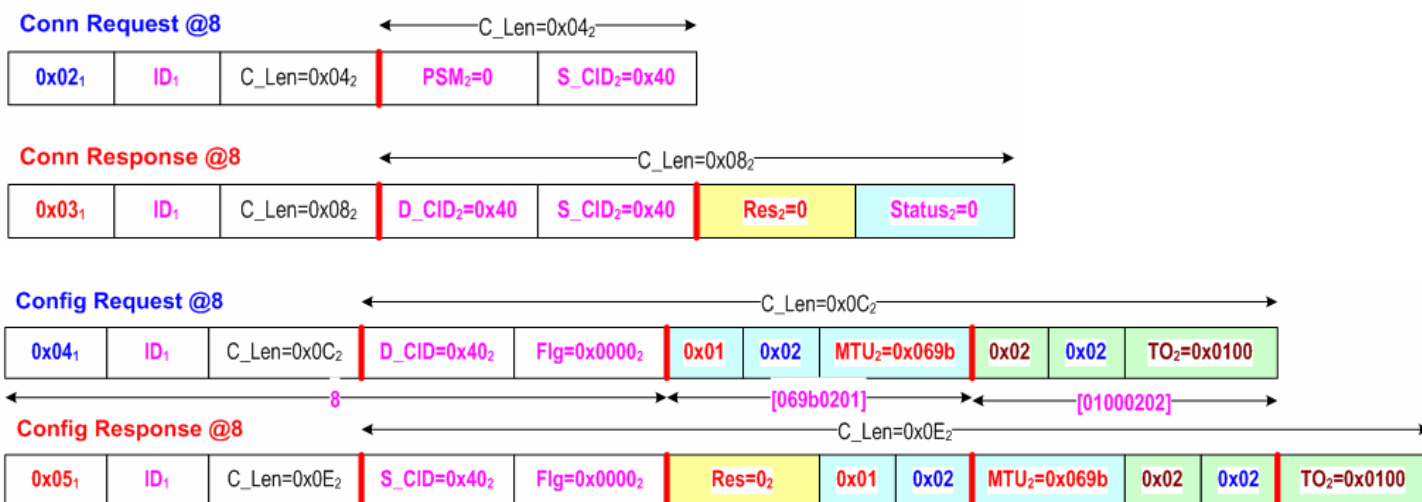 Conn Request @8
C_Len=0x04₂
0x02₁ ID₁ C_Len=0x04₂ PSM₂=0 S_CID₂=0x40
Conn Response @8
C_Len=0x08₂
0x03₁ ID₁ C_Len=0x08₂ D_CID₂=0x40 S_CID₂=0x40 Res₂=0 Status₂=0
Config Request @8
C_Len=0x0C₂
0x04₁ ID₁ C_Len=0x0C₂ D_CID=0x40₂ Flg=0x0000₂ 0x01 0x02 MTU₂=0x069b 0x02 0x02 TO₂=0x0100
8 [069b0201] [01000202]
Config Response @8
C_Len=0x0E₂
0x05₁ ID₁ C_Len=0x0E₂ S_CID=0x40₂ Flg=0x0000₂ Res=0₂ 0x01 0x02 MTU₂=0x069b 0x02 0x02 TO₂=0x0100